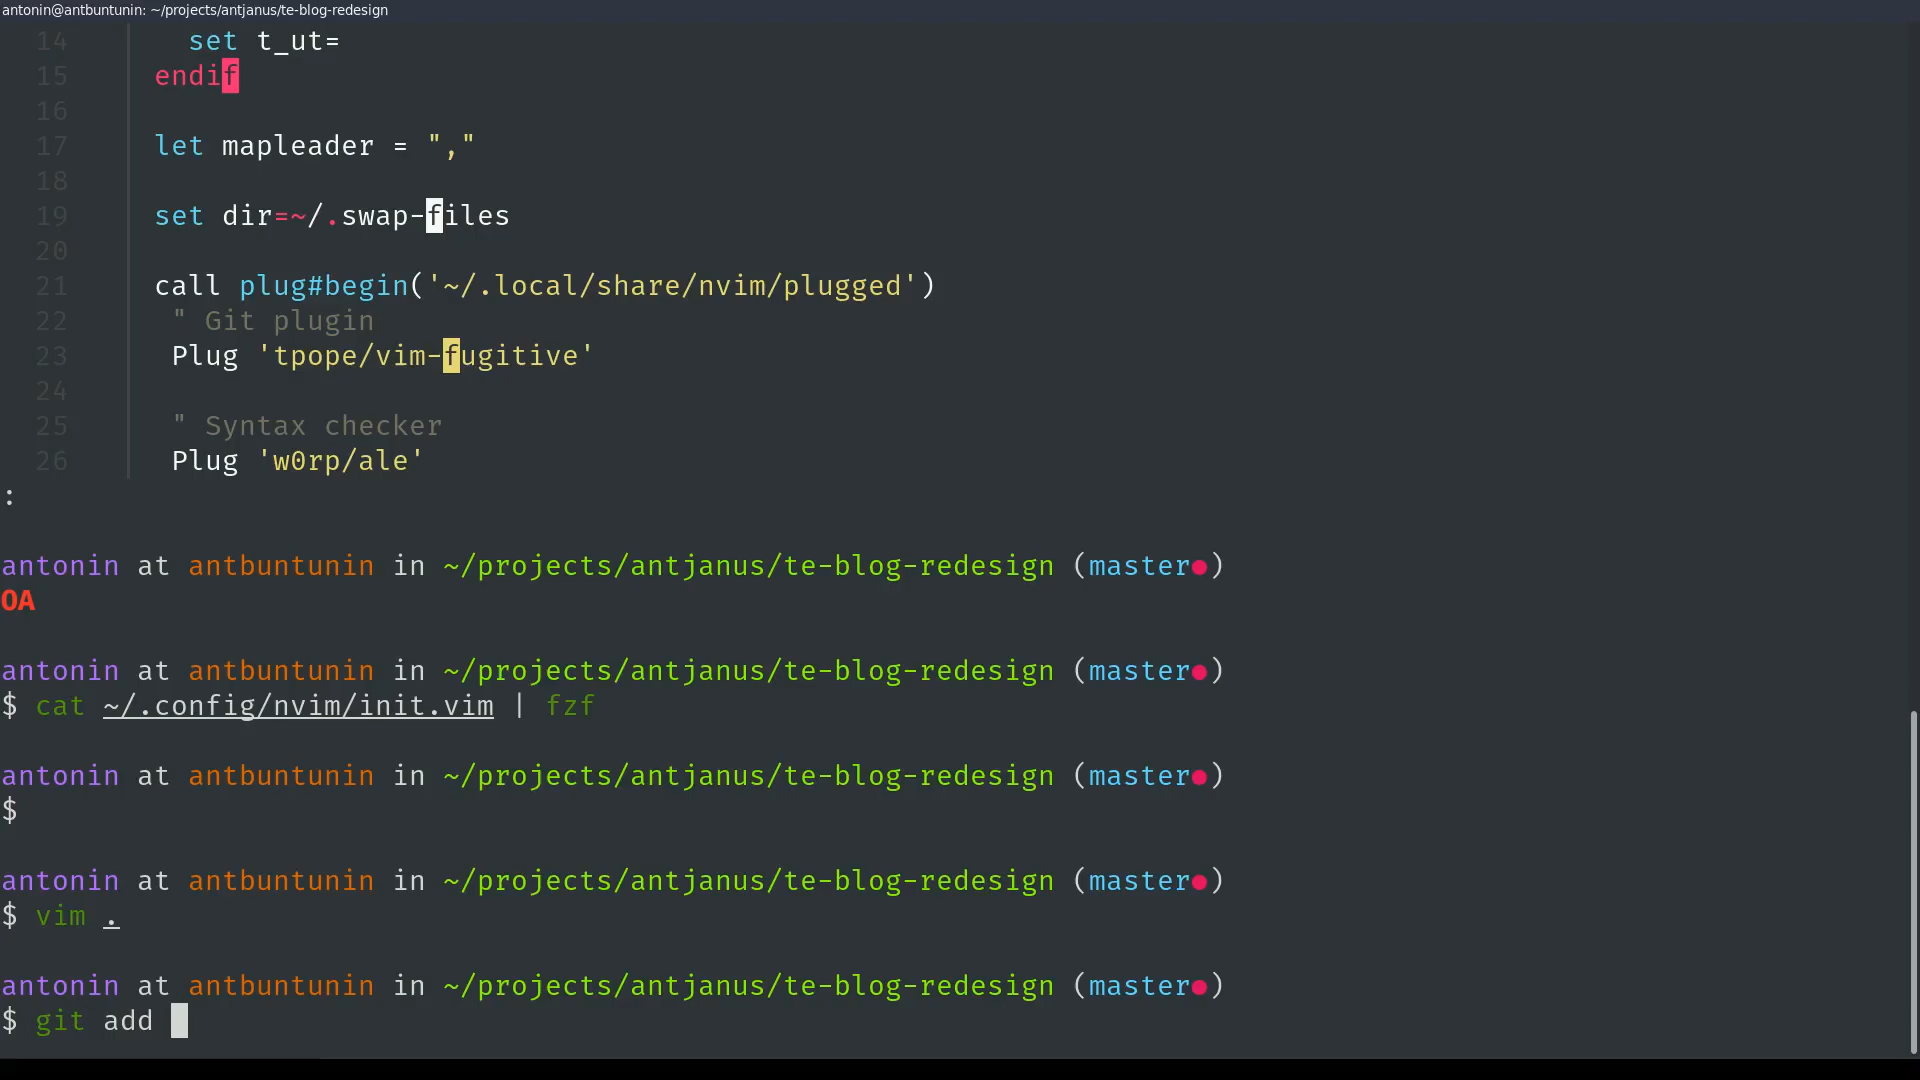 antonin@antbuntunin: ~/projects/antjanus/te-blog-redesign
14 set t_ut=
15 endif
16
17 let mapleader = ","
18
19 set dir=~/.swap-files
20
21 call plug#begin('~/.local/share/nvim/plugged')
22 " Git plugin
23 Plug 'tpope/vim-fugitive'
24
25 " Syntax checker
26 Plug 'w0rp/ale'
:
antonin at antbuntunin in ~/projects/antjanus/te-blog-redesign (master●)
OA
antonin at antbuntunin in ~/projects/antjanus/te-blog-redesign (master●)
$ cat ~/.config/nvim/init.vim | fzf
antonin at antbuntunin in ~/projects/antjanus/te-blog-redesign (master●)
$
antonin at antbuntunin in ~/projects/antjanus/te-blog-redesign (master●)
$ vim .
antonin at antbuntunin in ~/projects/antjanus/te-blog-redesign (master●)
$ git add